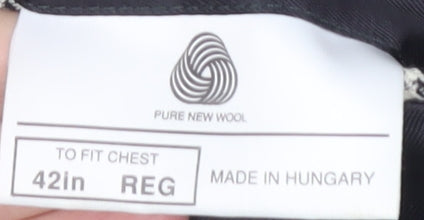 PURE NEW WOOL
TO FIT CHEST
42in REG
MADE IN HUNGARY